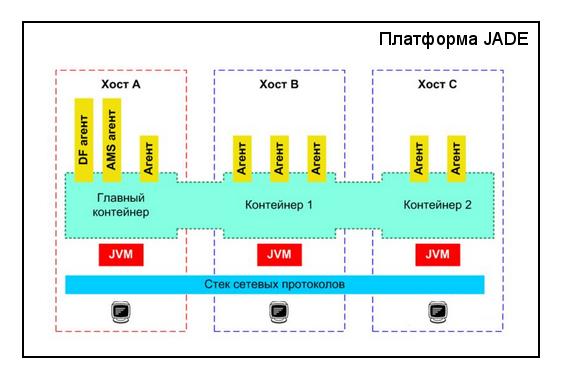 Платформа JADE
Хост A
Хост B
Хост C
DF агент
AMS агент
Агент
Агент
Агент
Агент
Агент
Агент
Главный
контейнер
Контейнер 1
Контейнер 2
JVM
JVM
JVM
Стек сетевых протоколов